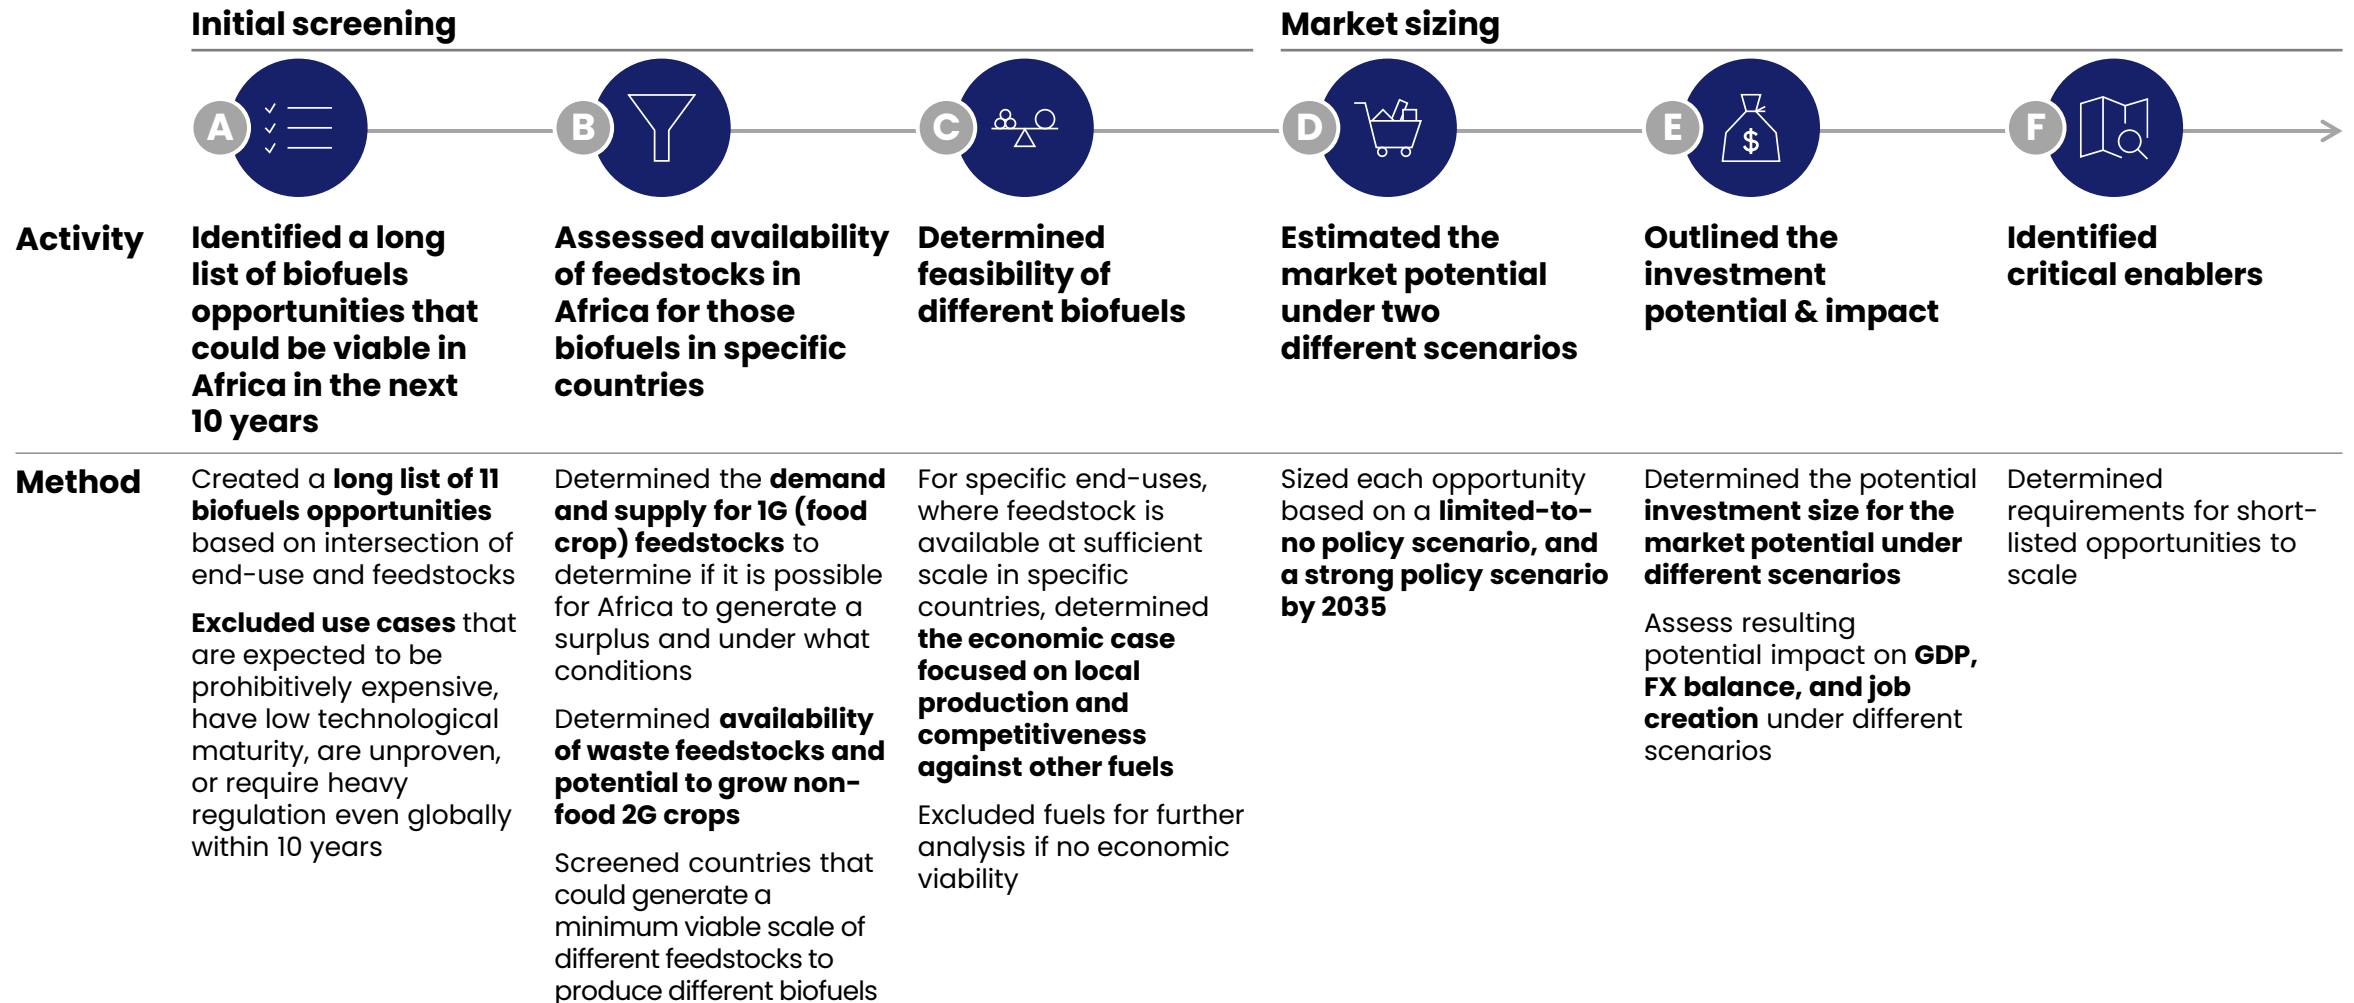 Initial screening
Market sizing
A
B
C
D
E
$
F
Activity
Identified a long
list of biofuels
opportunities that
could be viable in
Africa in the next
10 years
Assessed availability
of feedstocks in
Africa for those
biofuels in specific
countries
Determined
feasibility of
different biofuels
Estimated the
market potential
under two
different scenarios
Outlined the
investment
potential & impact
Identified
critical enablers
Method
Created a long list of 11
biofuels opportunities
based on intersection of
end-use and feedstocks
Excluded use cases that
are expected to be
prohibitively expensive,
have low technological
maturity, are unproven,
or require heavy
regulation even globally
within 10 years
Determined the demand
and supply for 1G (food
crop) feedstocks to
determine if it is possible
for Africa to generate a
surplus and under what
conditions
Determined availability
of waste feedstocks and
potential to grow non-
food 2G crops
Screened countries that
could generate a
minimum viable scale of
different feedstocks to
produce different biofuels
For specific end-uses,
where feedstock is
available at sufficient
scale in specific
countries, determined
the economic case
focused on local
production and
competitiveness
against other fuels
Excluded fuels for further
analysis if no economic
viability
Sized each opportunity
based on a limited-to-
no policy scenario, and
a strong policy scenario
by 2035
Determined the potential
investment size for the
market potential under
different scenarios
Assess resulting
potential impact on GDP,
FX balance, and job
creation under different
scenarios
Determined
requirements for short-
listed opportunities to
scale